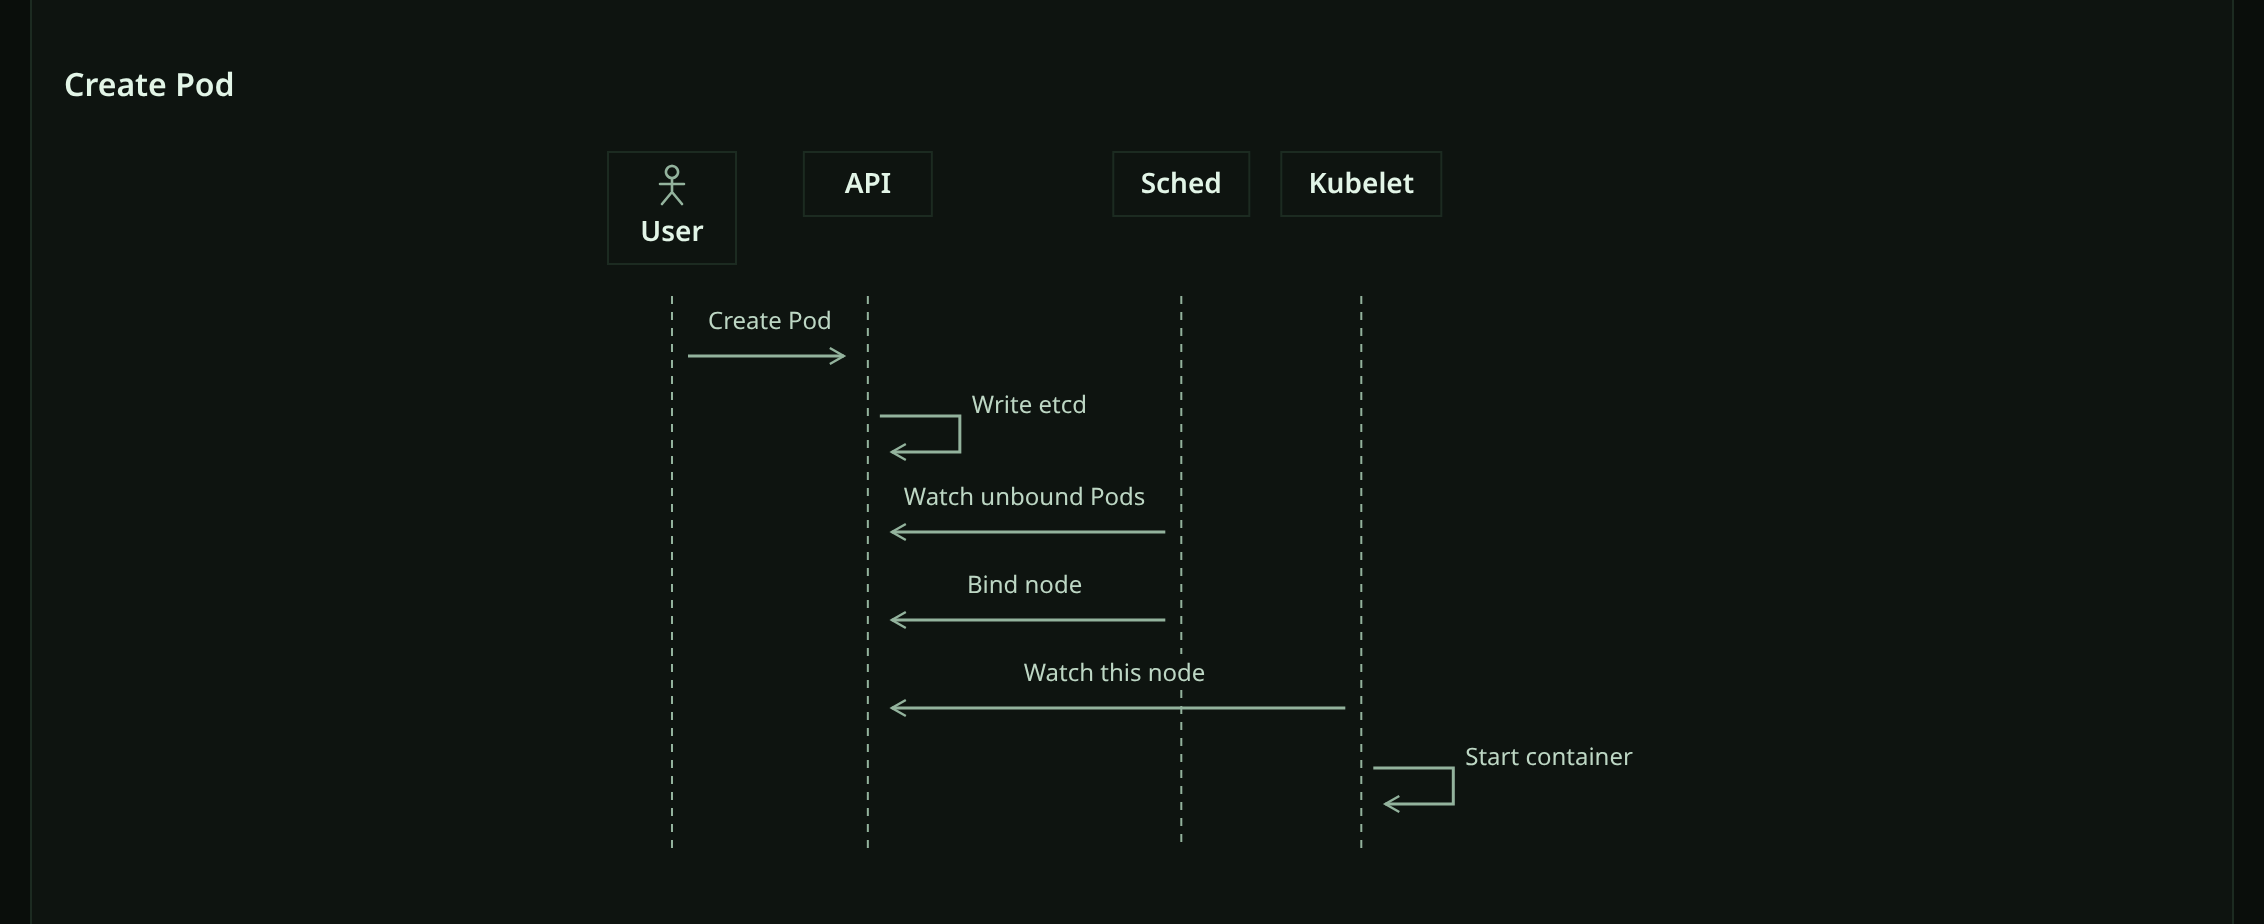 Create Pod
User
API
Sched
Kubelet
Create Pod
Write etcd
Watch unbound Pods
Bind node
Watch this node
Start container